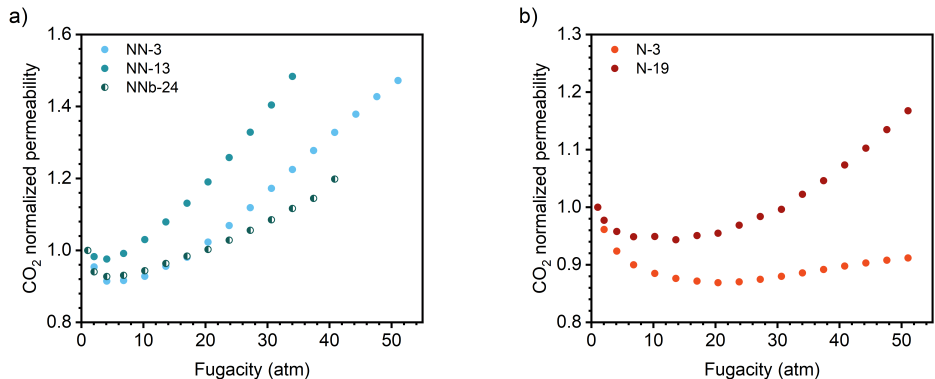 a)
1.6
1.4
1.2
1.0
0.8
CO₂ normalized permeability
NN-3
NN-13
NNb-24
0 10 20 30 40 50
Fugacity (atm)
b)
1.3
1.2
1.1
1.0
0.9
0.8
CO₂ normalized permeability
N-3
N-19
0 10 20 30 40 50
Fugacity (atm)